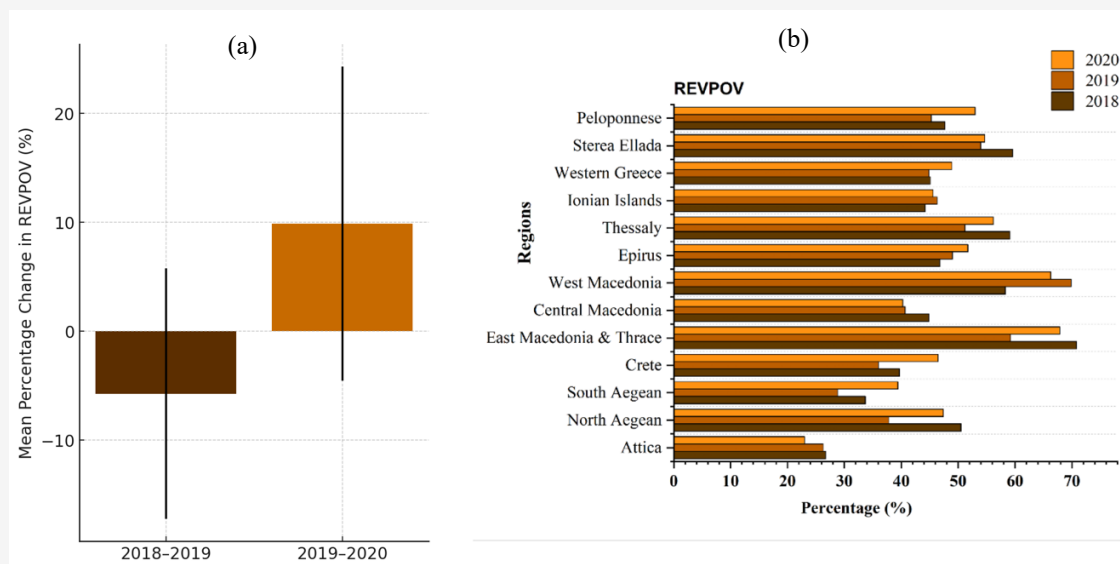 (a)
Mean Percentage Change in REVPOV (%)
20
10
0
−10
2018–2019
2019–2020
(b)
2020
2019
2018
REVPOV
Regions
Peloponnese
Sterea Ellada
Western Greece
Ionian Islands
Thessaly
Epirus
West Macedonia
Central Macedonia
East Macedonia & Thrace
Crete
South Aegean
North Aegean
Attica
0 10 20 30 40 50 60 70
Percentage (%)